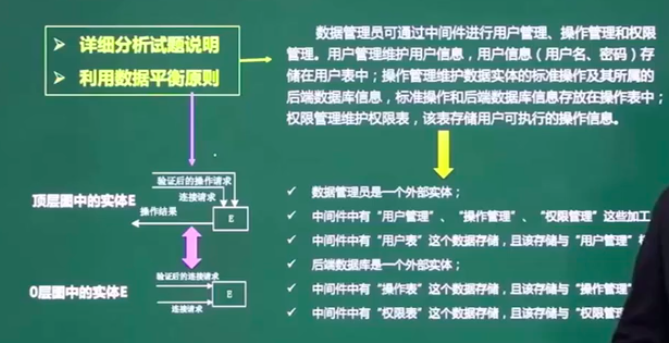 ➢ 详细分析试题说明
➢ 利用数据平衡原则
数据管理员可通过中间件进行用户管理、操作管理和权限
管理。用户管理维护用户信息，用户信息（用户名、密码）存
储在用户表中；操作管理维护数据实体的标准操作及其所属的
后端数据库信息，标准操作和后端数据库信息存放在操作表中；
权限管理维护权限表，该表存储用户可执行的操作信息。
验证后的操作请求
连接请求
顶层图中的实体E
E
操作结果
验证后的连接请求
0层图中的实体E
E
连接请求
✓ 数据管理员是一个外部实体；
✓ 中间件中有“用户管理”、“操作管理”、“权限管理”这些加工
✓ 中间件中有“用户表”这个数据存储，且该存储与“用户管理”
✓ 后端数据库是一个外部实体；
✓ 中间件中有“操作表”这个数据存储，且该存储与“操作管理”
✓ 中间件中有“权限表”这个数据存储，且该存储与“权限管理